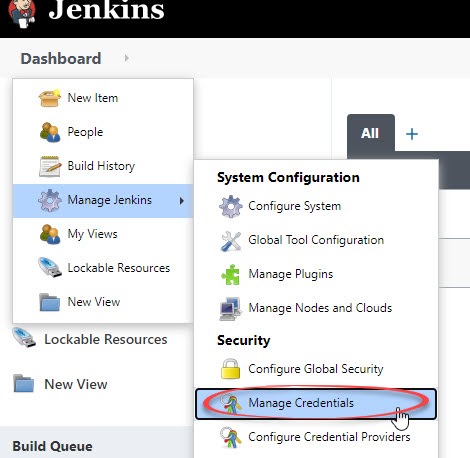 Jenkins
Dashboard
New Item
People
Build History
Manage Jenkins
My Views
Lockable Resources
New View
All +
System Configuration
Configure System
Global Tool Configuration
Manage Plugins
Manage Nodes and Clouds
Security
Configure Global Security
Manage Credentials
Configure Credential Providers
Lockable Resources
New View
Build Queue